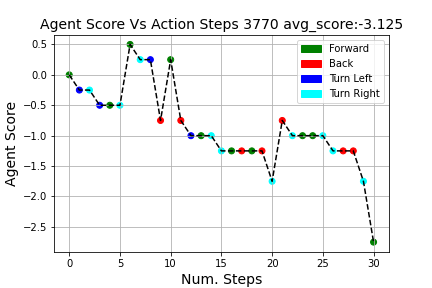 Agent Score Vs Action Steps 3770 avg_score:-3.125
Agent Score
0.5
0.0
−0.5
−1.0
−1.5
−2.0
−2.5
Forward
Back
Turn Left
Turn Right
0 5 10 15 20 25 30
Num. Steps